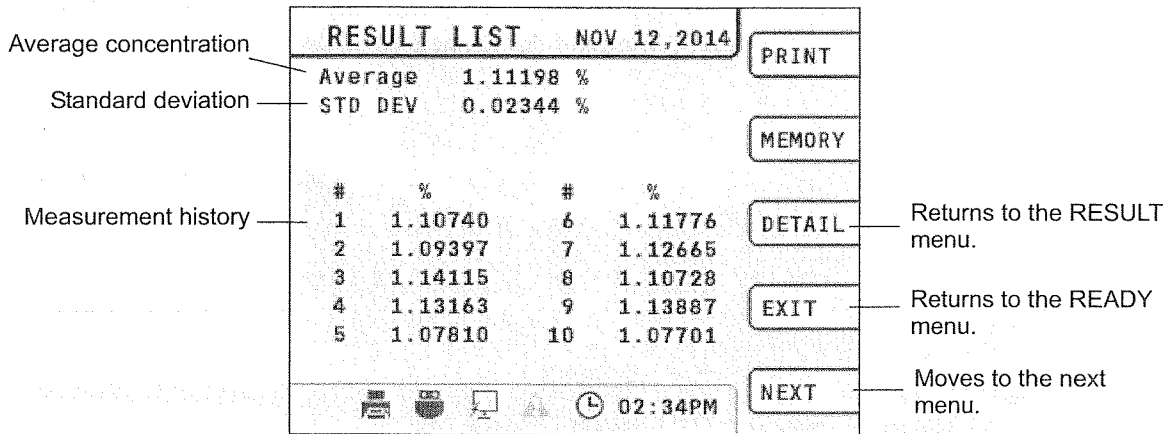 RESULT LIST NOV 12,2014
Average concentration
Average 1.11198 %
Standard deviation
STD DEV 0.02344 %
# % # %
Measurement history
1 1.10740 6 1.11776
2 1.09397 7 1.12665
3 1.14115 8 1.10728
4 1.13163 9 1.13887
5 1.07810 10 1.07701
02:34PM
PRINT
MEMORY
DETAIL
Returns to the RESULT
menu.
EXIT
Returns to the READY
menu.
NEXT
Moves to the next
menu.